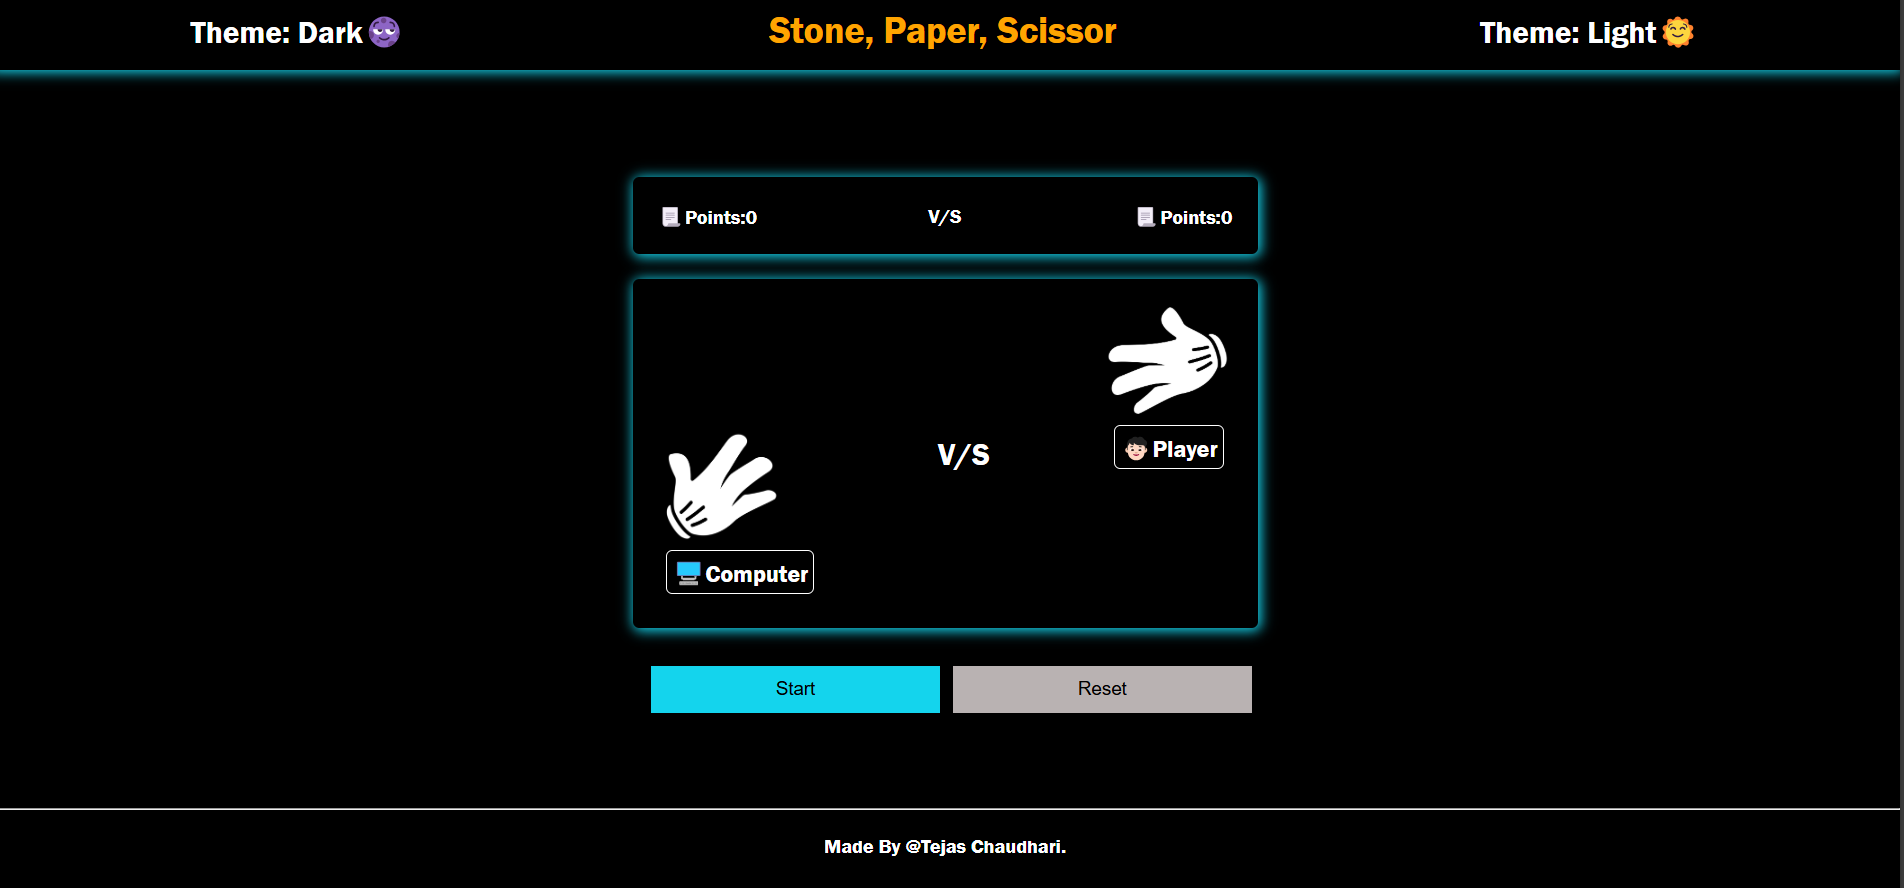 Theme: Dark
Stone, Paper, Scissor
Theme: Light
Points:0
V/S
Points:0
Player
V/S
Computer
Start
Reset
Made By @Tejas Chaudhari.